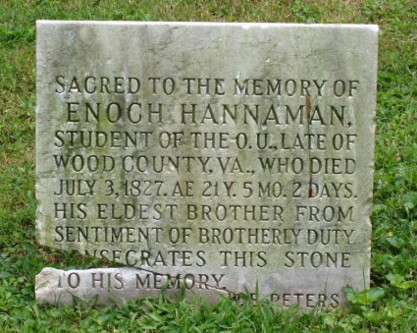 SACRED TO THE MEMORY OF
ENOCH HANNAMAN,
STUDENT OF THE O.U., LATE OF
WOOD COUNTY, VA., WHO DIED
JULY 3, 1827. AE 21 Y. 5 MO. 2 DAYS.
HIS ELDEST BROTHER FROM
SENTIMENT OF BROTHERLY DUTY
NSECRATES THIS STONE
TO HIS MEMORY.
PETERS